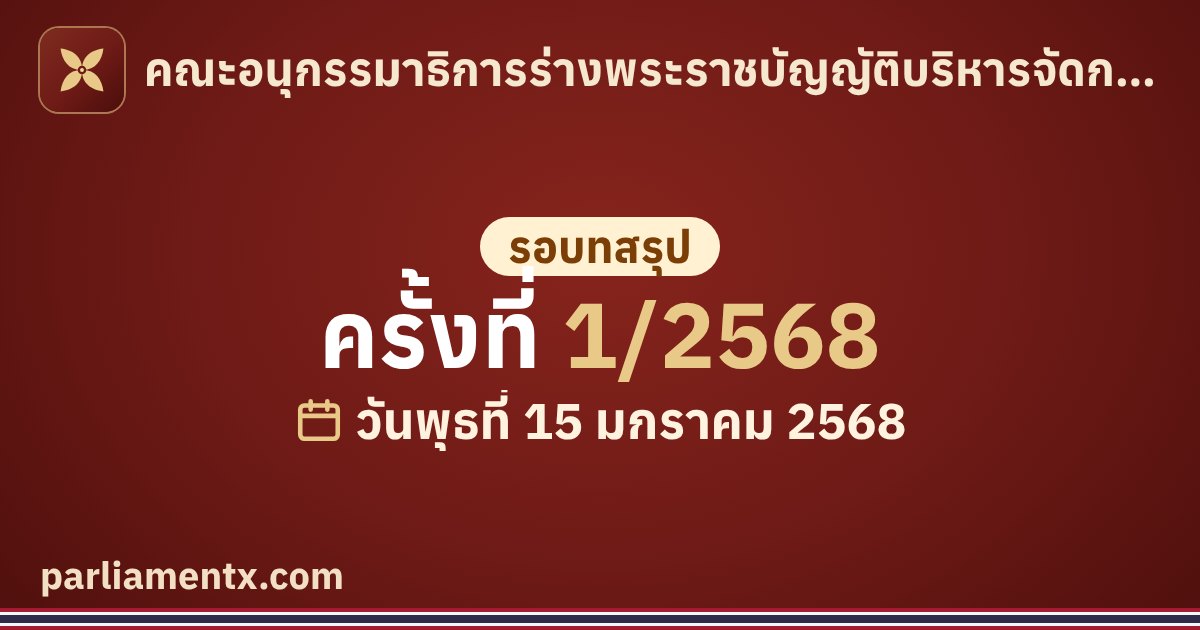 คณะอนุกรรมาธิการร่างพระราชบัญญัติบริหารจัดก...
รอบทสรุป
ครั้งที่ 1/2568
วันพุธที่ 15 มกราคม 2568
parliamentx.com